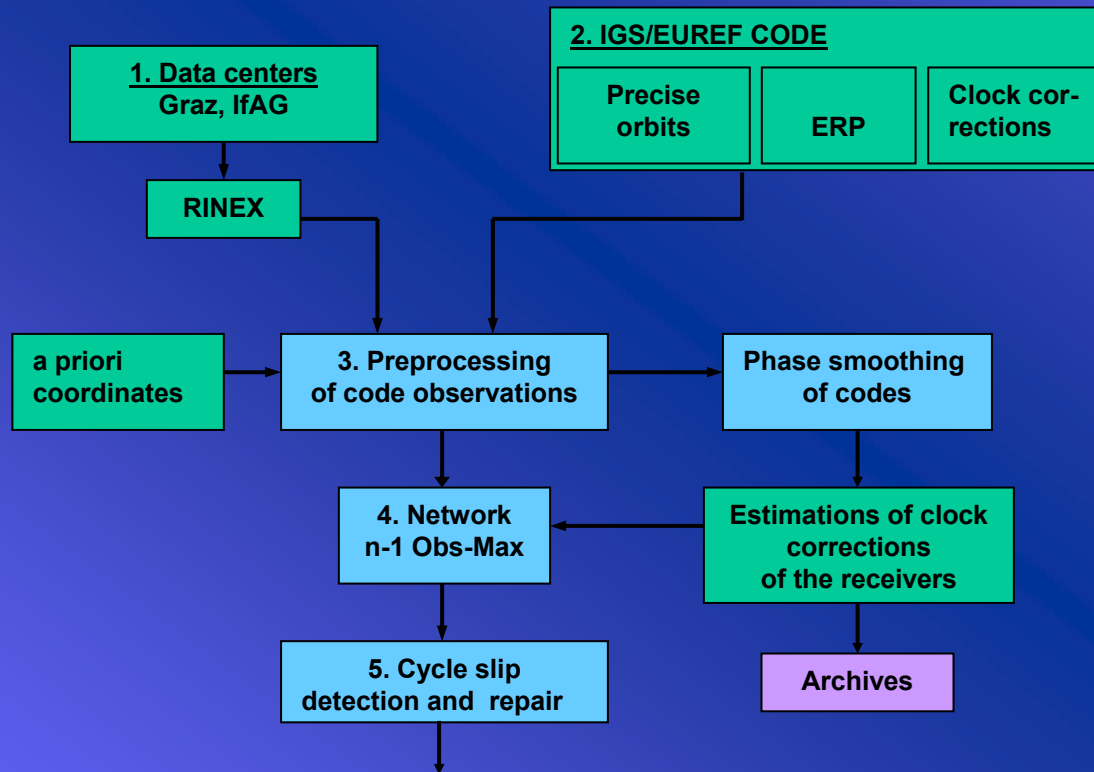 1. Data centers
Graz, IfAG
2. IGS/EUREF CODE
Precise
orbits
ERP
Clock cor-
rections
RINEX
a priori
coordinates
3. Preprocessing
of code observations
Phase smoothing
of codes
4. Network
n-1 Obs-Max
Estimations of clock
corrections
of the receivers
5. Cycle slip
detection and  repair
Archives